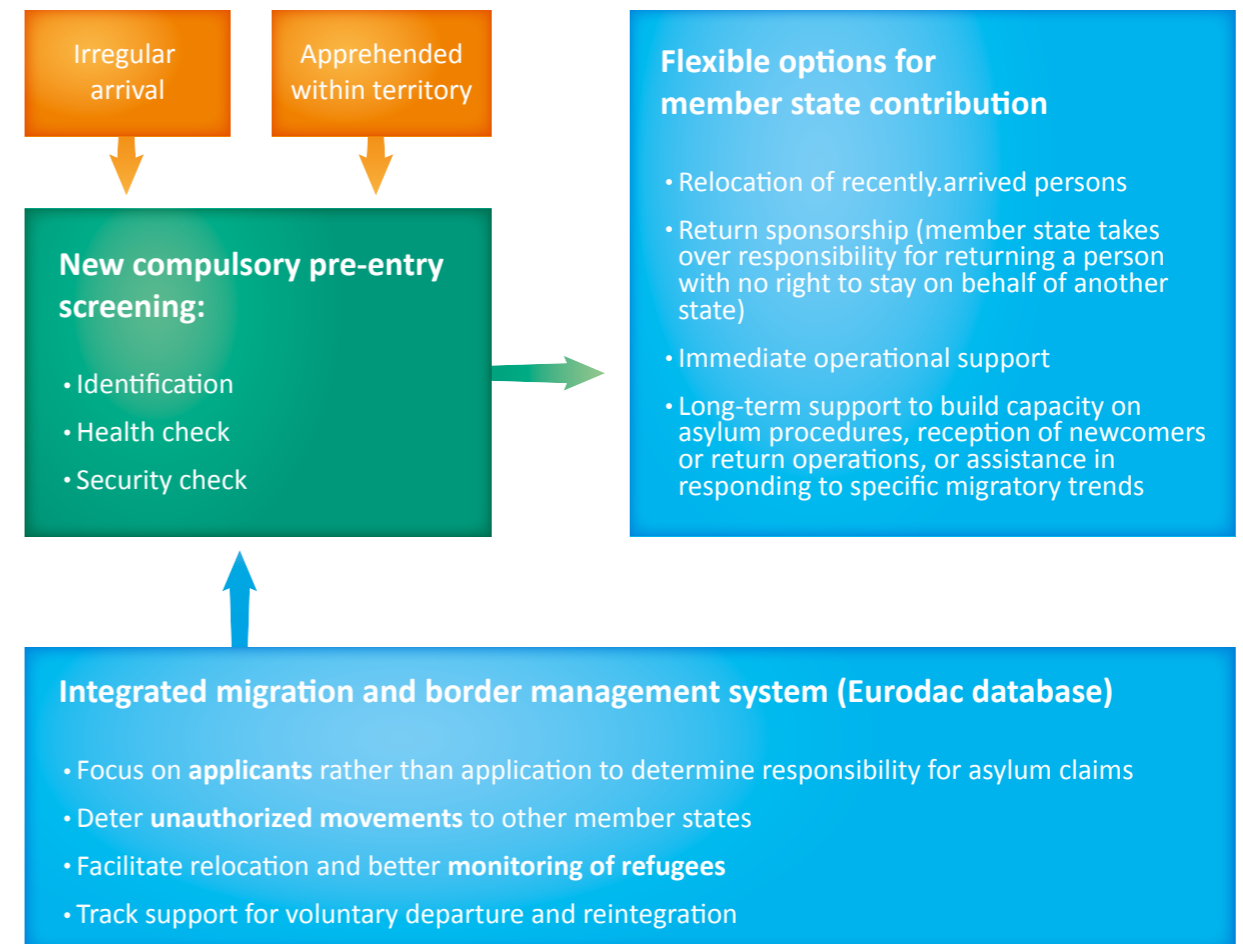 Irregular
arrival
Apprehended
within territory
New compulsory pre-entry
screening:
• Identification
• Health check
• Security check
Flexible options for
member state contribution
• Relocation of recently.arrived persons
• Return sponsorship (member state takes
over responsibility for returning a person
with no right to stay on behalf of another
state)
• Immediate operational support
• Long-term support to build capacity on
asylum procedures, reception of newcomers
or return operations, or assistance in
responding to specific migratory trends
Integrated migration and border management system (Eurodac database)
• Focus on applicants rather than application to determine responsibility for asylum claims
• Deter unauthorized movements to other member states
• Facilitate relocation and better monitoring of refugees
• Track support for voluntary departure and reintegration